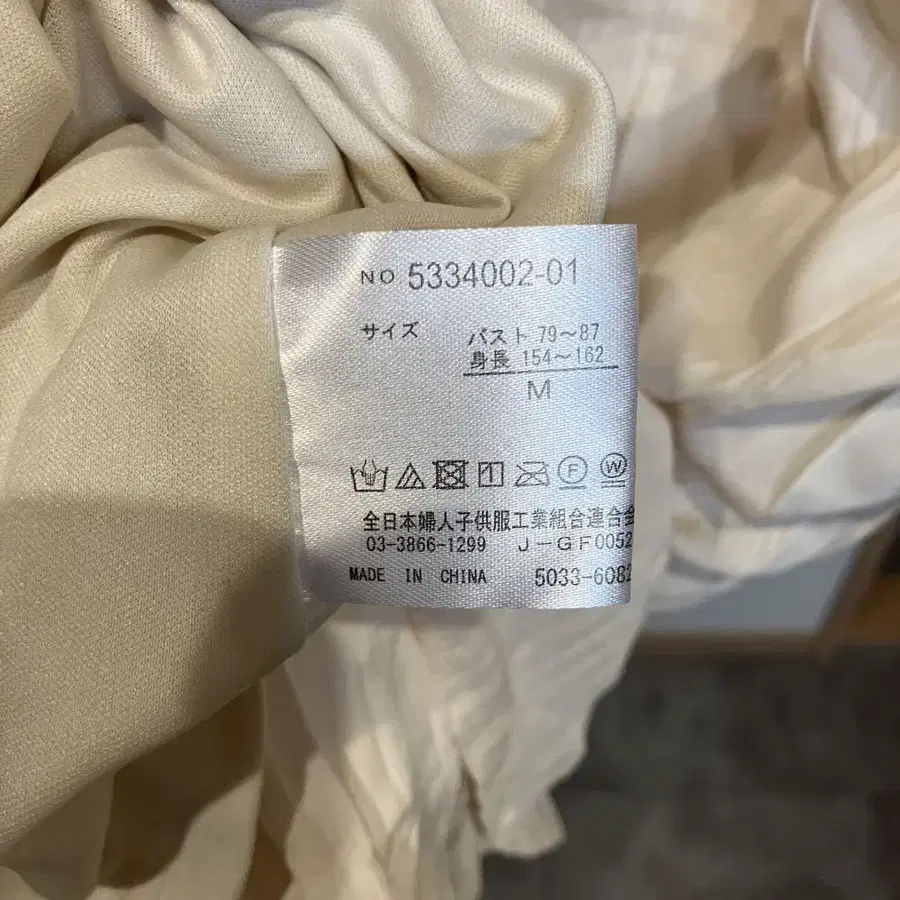 NO 5334002-01
サイズ バスト 79〜87
身長 154〜162
M
F W
全日本婦人子供服工業組合連合会
03-3866-1299 J-GF0052
MADE IN CHINA 5033-6082